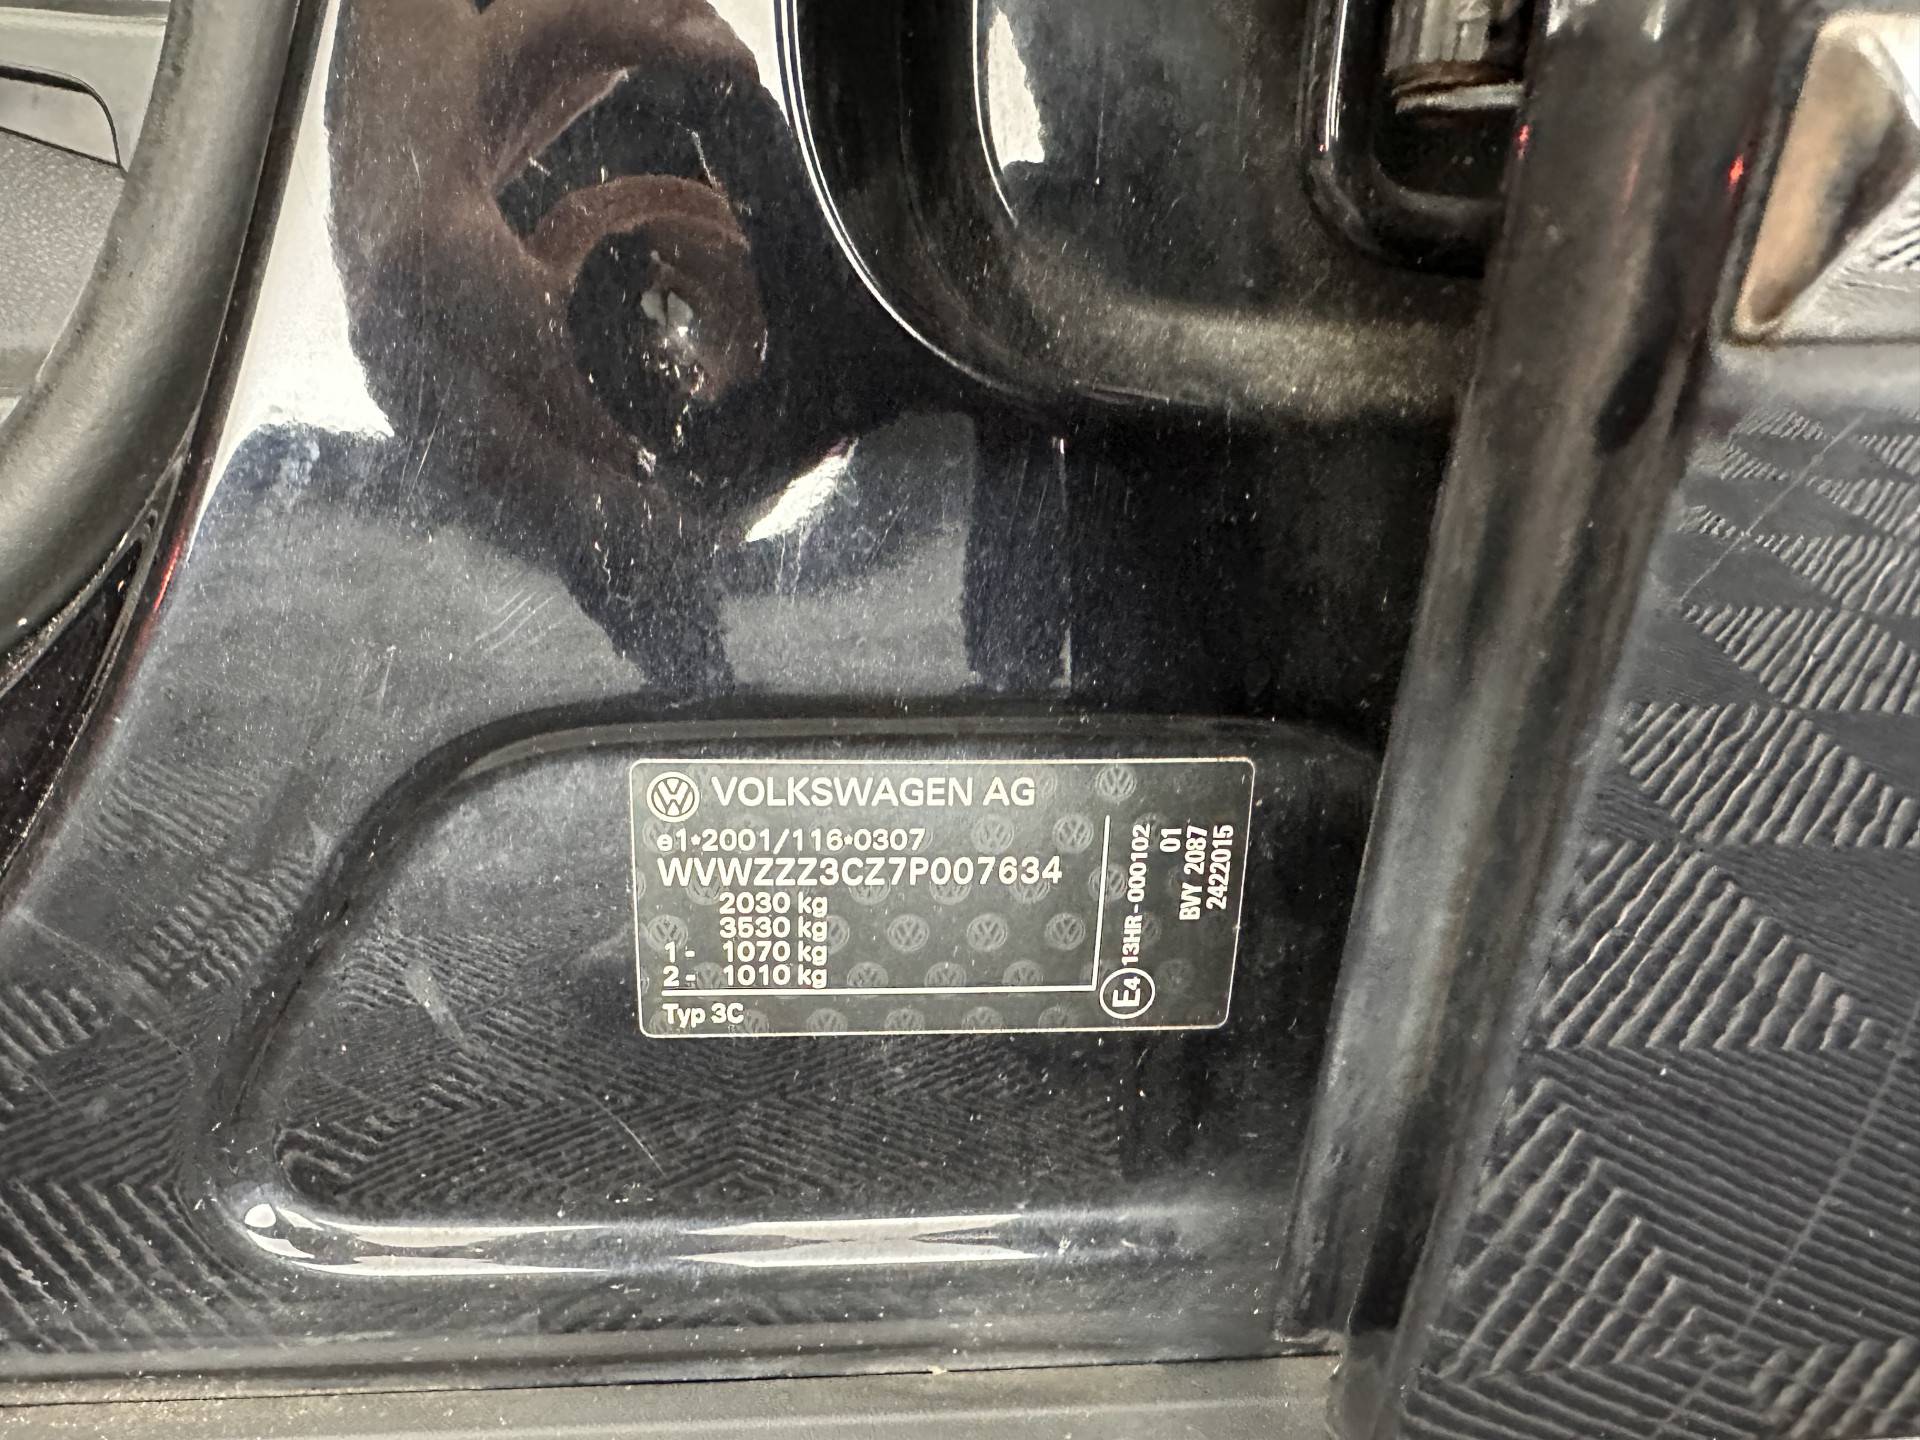 VOLKSWAGEN AG
e1*2001/116*0307
WVWZZZ3CZ7P007634
2030 kg
3530 kg
1 - 1070 kg
2 - 1010 kg
Typ 3C
E4 13HR-000102
01
BVY 2087
2422015